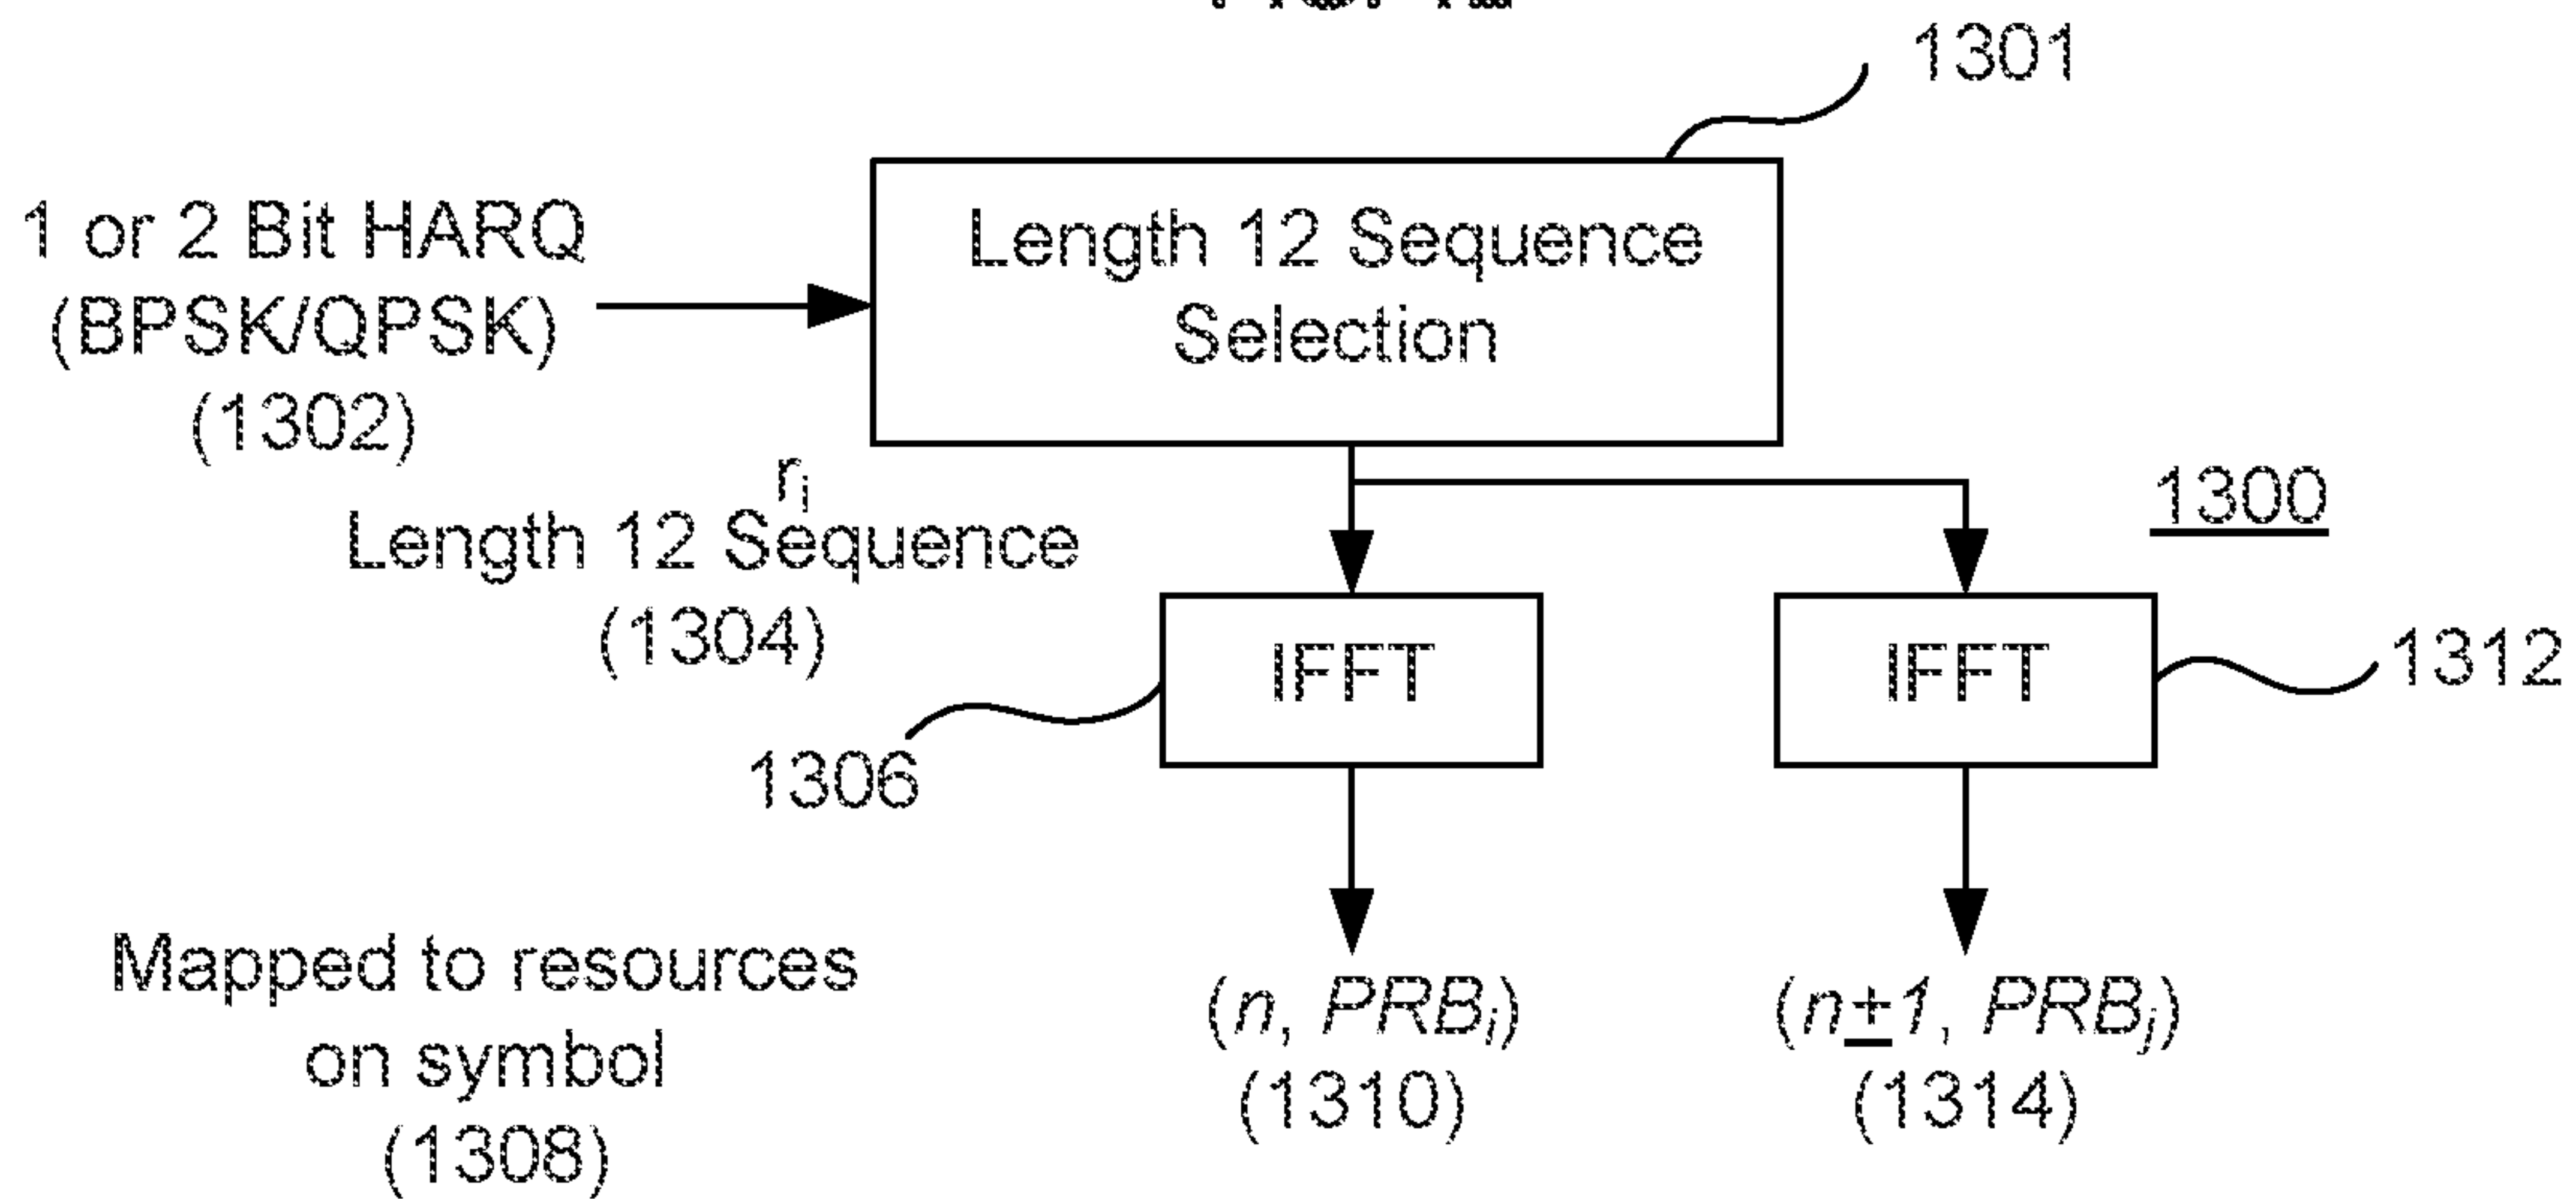 1301
1 or 2 Bit HARQ
(BPSK/QPSK)
(1302)
Length 12 Sequence
Selection
r_i
Length 12 Sequence
(1304)
1300
IFFT
1306
IFFT
1312
Mapped to resources
on symbol
(1308)
(n, PRB_i)
(1310)
(n±1, PRB_j)
(1314)